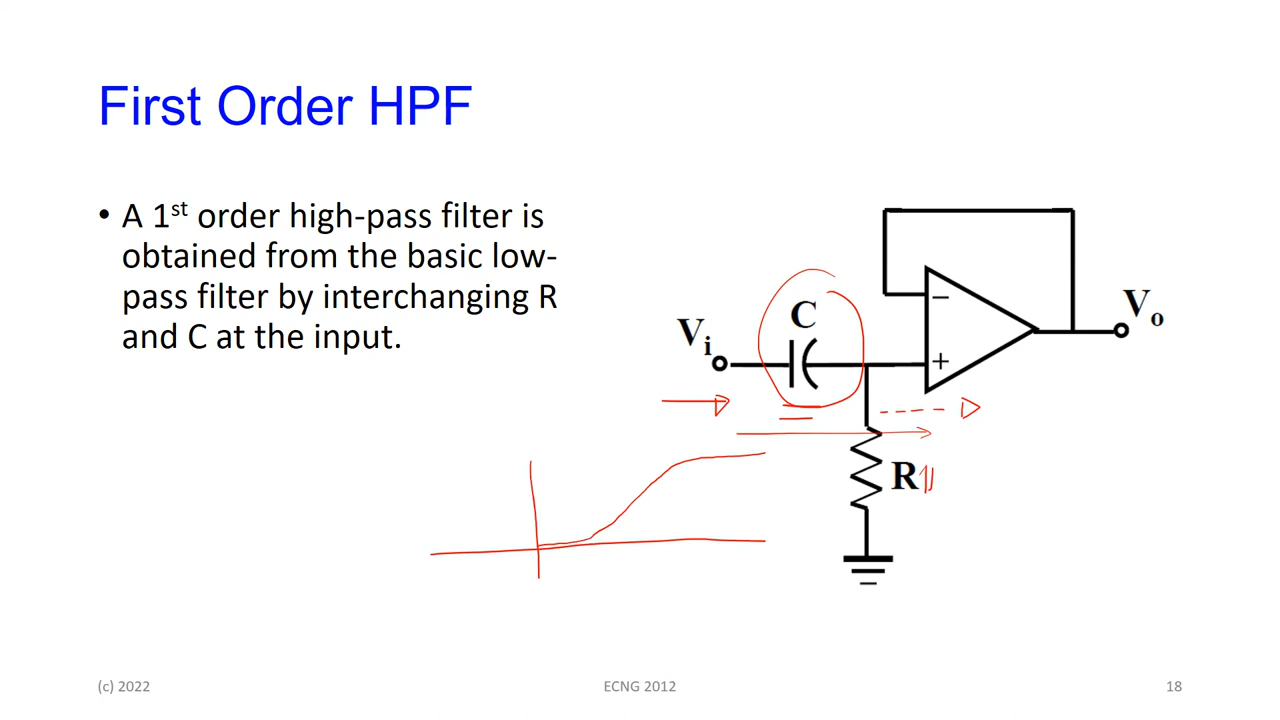 First Order HPF
• A 1st order high-pass filter is
obtained from the basic low-
pass filter by interchanging R
and C at the input.
C
Vi
−
+
Vo
R
(c) 2022
ECNG 2012
18